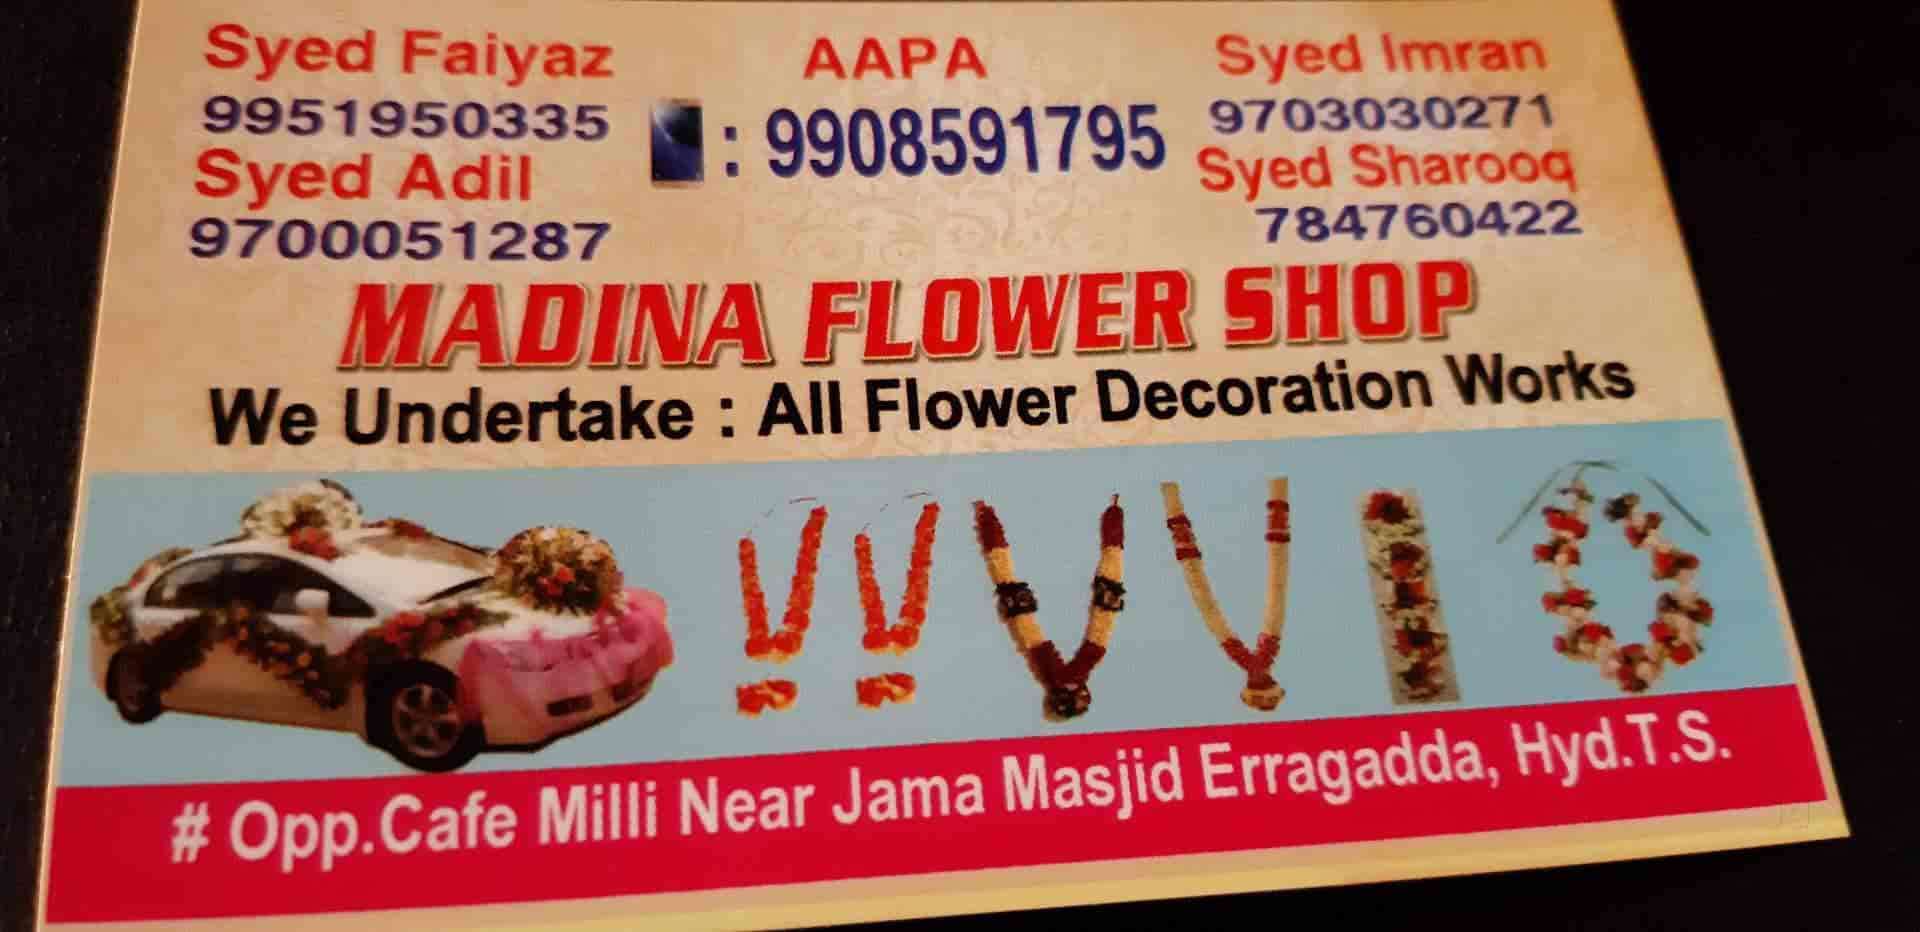 Syed Faiyaz
9951950335
Syed Adil
9700051287
AAPA
: 9908591795
Syed Imran
9703030271
Syed Sharooq
784760422
MADINA FLOWER SHOP
We Undertake : All Flower Decoration Works
# Opp.Cafe Milli Near Jama Masjid Erragadda, Hyd.T.S.